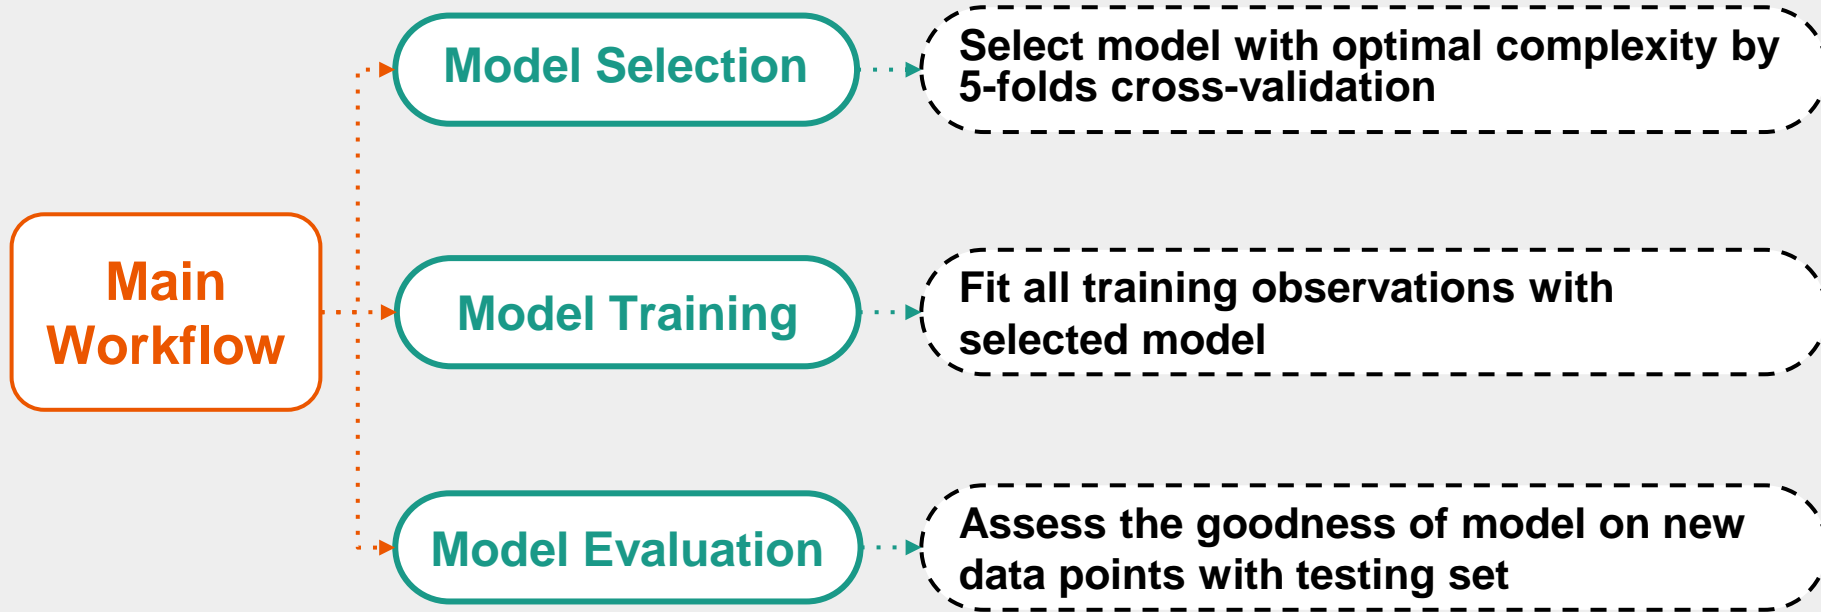 Main
Workflow
Model Selection
Select model with optimal complexity by
5-folds cross-validation
Model Training
Fit all training observations with
selected model
Model Evaluation
Assess the goodness of model on new
data points with testing set